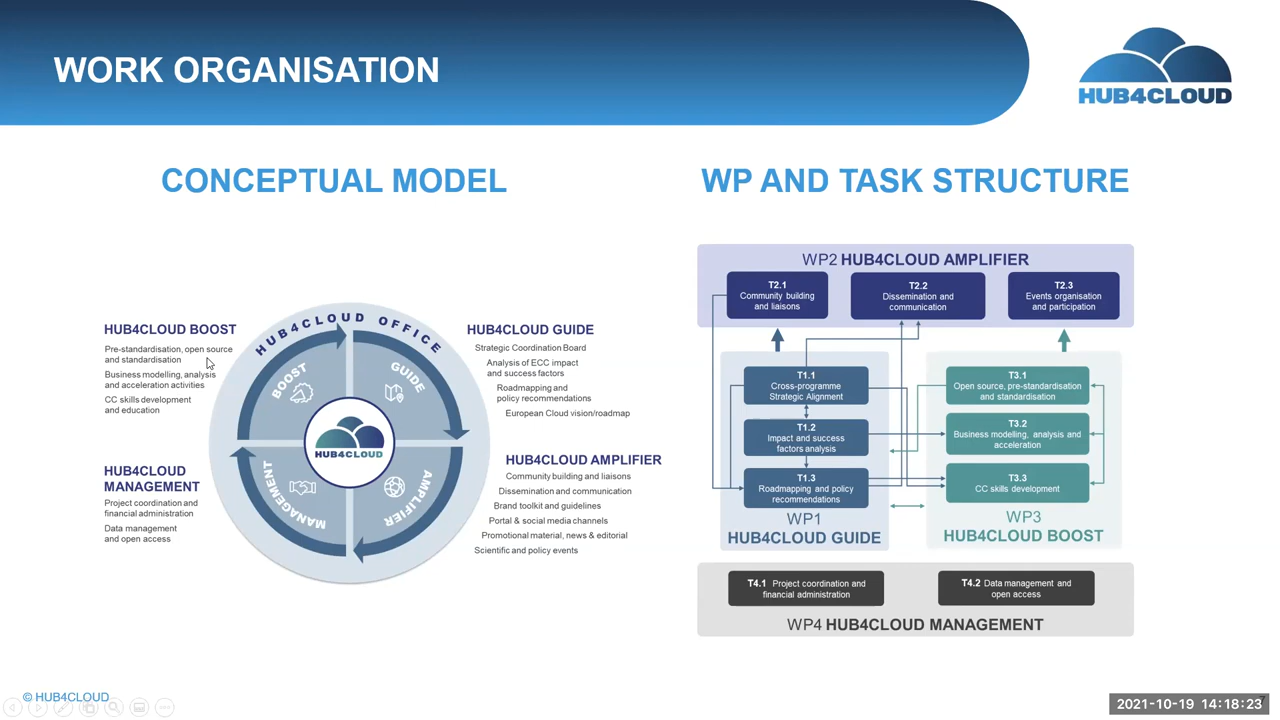 WORK ORGANISATION
HUB4CLOUD
CONCEPTUAL MODEL
WP AND TASK STRUCTURE
HUB4CLOUD OFFICE
BOOST
GUIDE
AMPLIFIER
MANAGEMENT
HUB4CLOUD
HUB4CLOUD BOOST
Pre-standardisation, open source
and standardisation
Business modelling, analysis
and acceleration activities
CC skills development
and education
HUB4CLOUD
MANAGEMENT
Project coordination and
financial administration
Data management
and open access
HUB4CLOUD GUIDE
Strategic Coordination Board
Analysis of ECC impact
and success factors
Roadmapping and
policy recommendations
European Cloud vision/roadmap
HUB4CLOUD AMPLIFIER
Community building and liaisons
Dissemination and communication
Brand toolkit and guidelines
Portal & social media channels
Promotional material, news & editorial
Scientific and policy events
WP2 HUB4CLOUD AMPLIFIER
T2.1
Community building
and liaisons
T2.2
Dissemination and
communication
T2.3
Events organisation
and participation
T1.1
Cross-programme
Strategic Alignment
T1.2
Impact and success
factors analysis
T1.3
Roadmapping and policy
recommendations
WP1
HUB4CLOUD GUIDE
T3.1
Open source, pre-standardisation
and standardisation
T3.2
Business modelling, analysis and
acceleration
T3.3
CC skills development
WP3
HUB4CLOUD BOOST
T4.1 Project coordination and
financial administration
T4.2 Data management and
open access
WP4 HUB4CLOUD MANAGEMENT
© HUB4CLOUD
7
2021-10-19 14:18:23